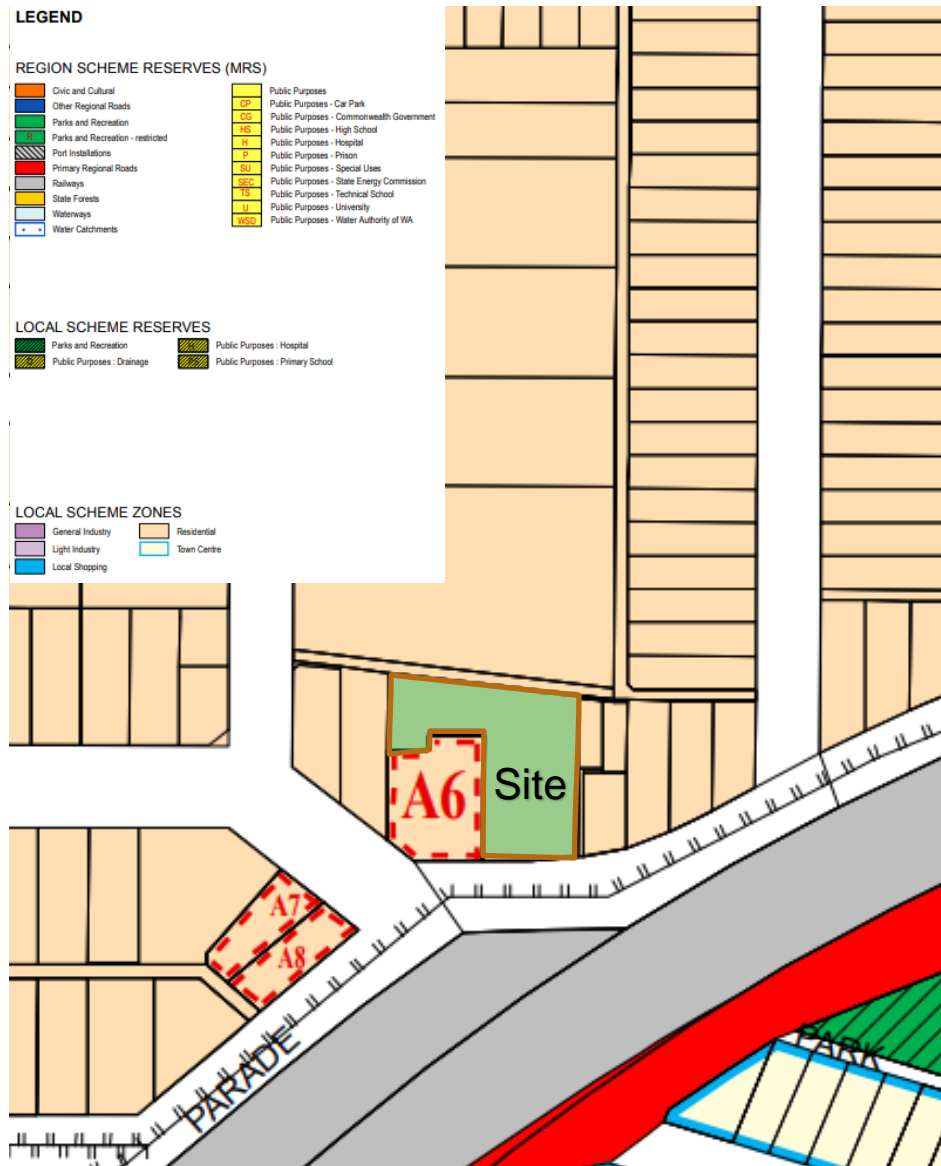 LEGEND
REGION SCHEME RESERVES (MRS)
Civic and Cultural
Other Regional Roads
Parks and Recreation
R Parks and Recreation - restricted
Port Installations
Primary Regional Roads
Railways
State Forests
Waterways
Water Catchments
Public Purposes
CP Public Purposes - Car Park
CG Public Purposes - Commonwealth Government
HS Public Purposes - High School
H Public Purposes - Hospital
P Public Purposes - Prison
SU Public Purposes - Special Uses
SEC Public Purposes - State Energy Commission
TS Public Purposes - Technical School
U Public Purposes - University
WSD Public Purposes - Water Authority of WA
LOCAL SCHEME RESERVES
Parks and Recreation
D Public Purposes : Drainage
H Public Purposes : Hospital
PS Public Purposes : Primary School
LOCAL SCHEME ZONES
General Industry
Light Industry
Local Shopping
Residential
Town Centre
A6
Site
A7
A8
PARADE
PARK